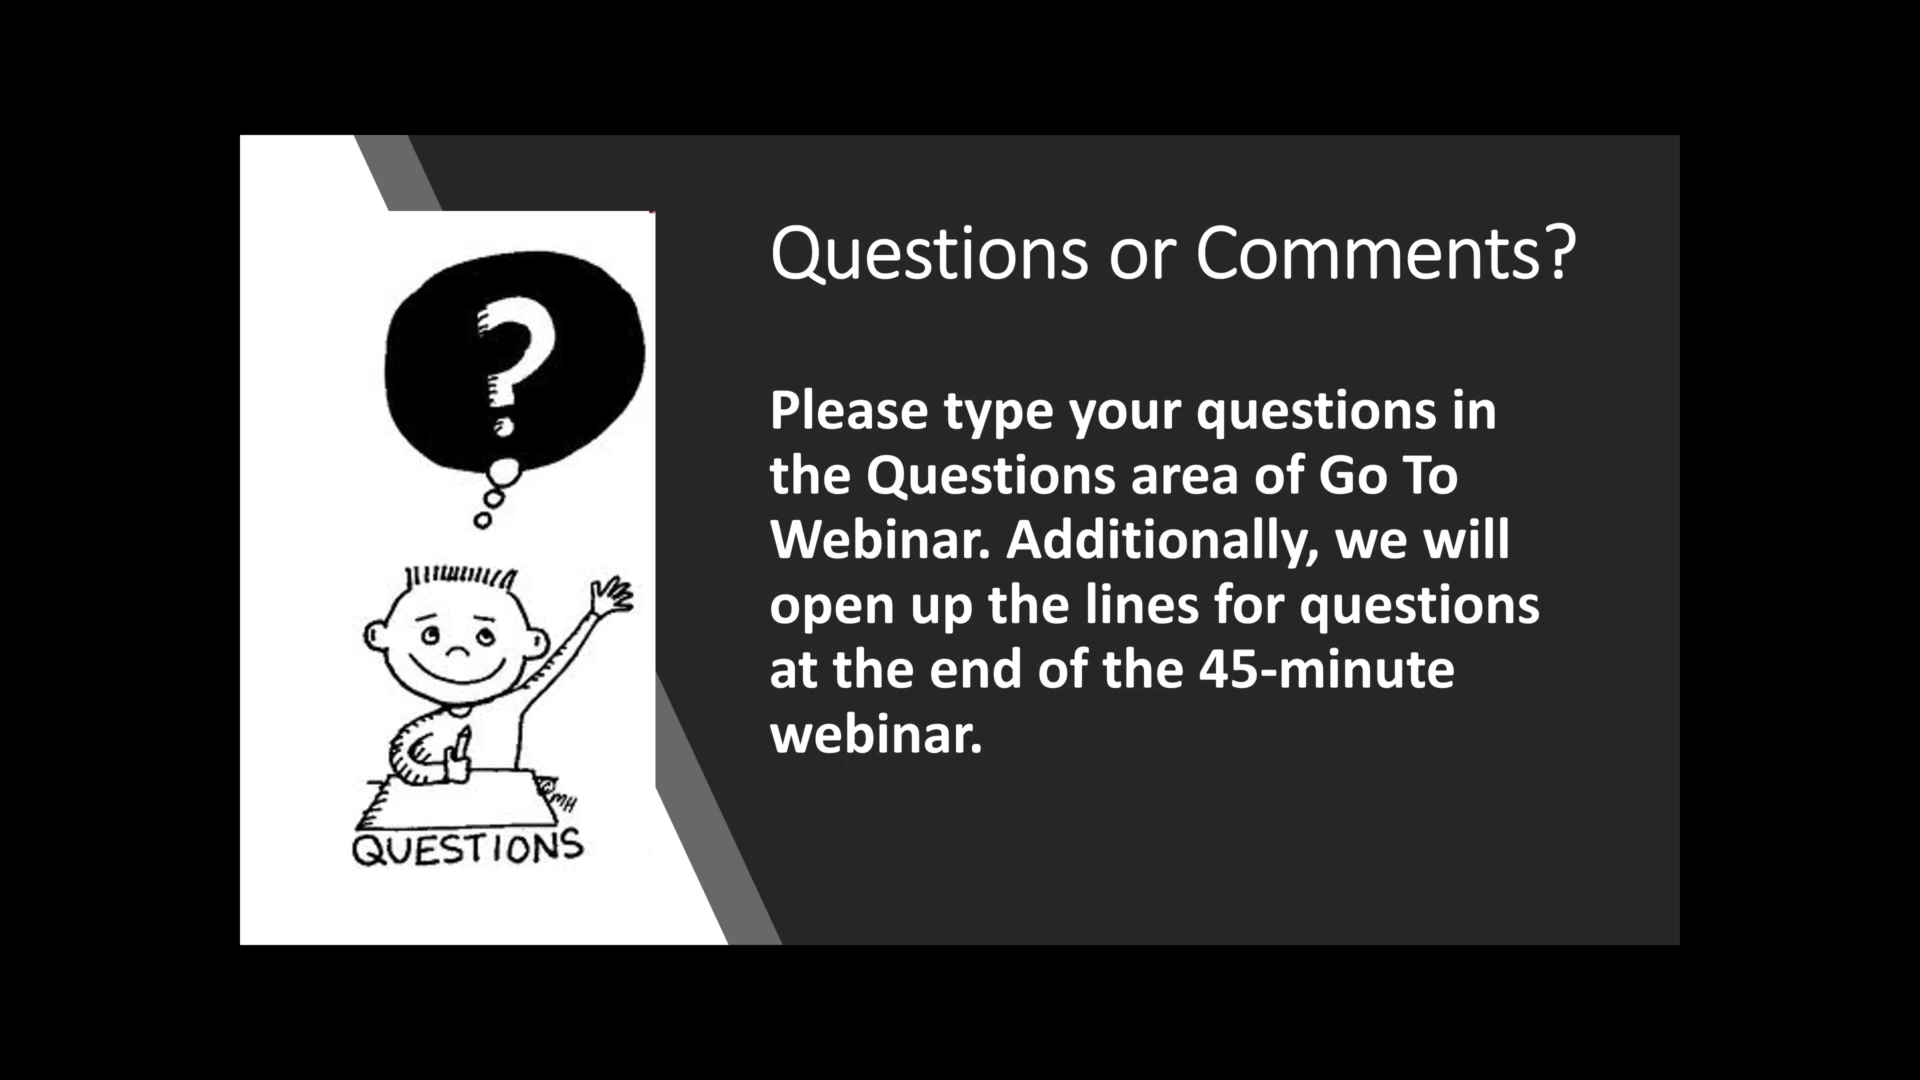 ?
Questions or Comments?
Please type your questions in
the Questions area of Go To
Webinar. Additionally, we will
open up the lines for questions
at the end of the 45-minute
webinar.
©MH
QUESTIONS